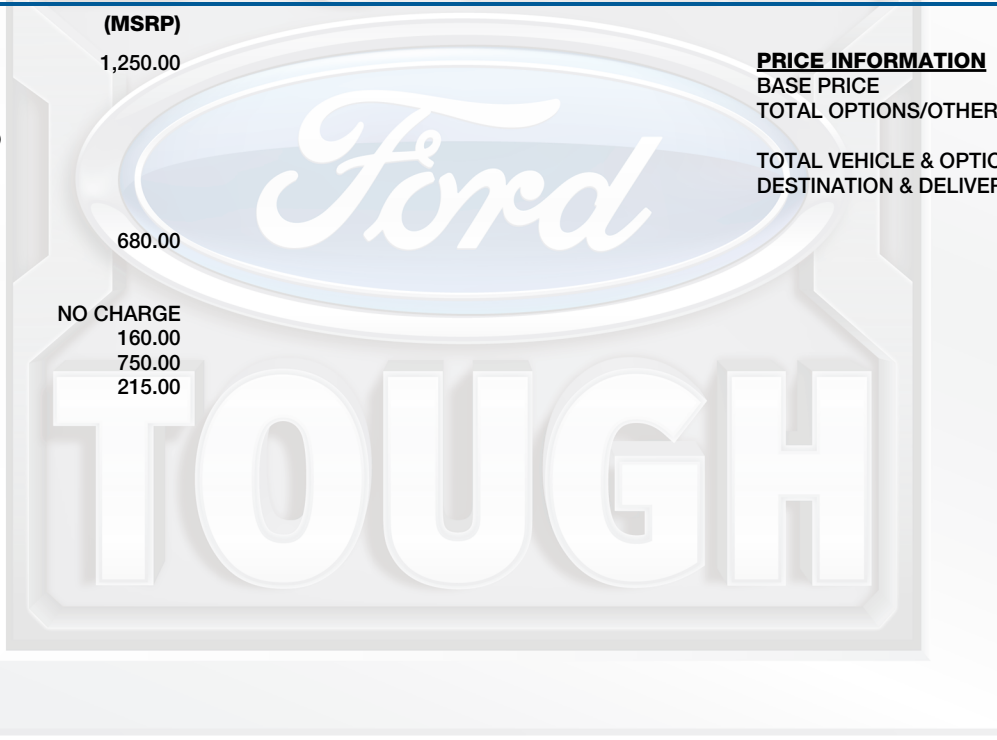 (MSRP)
1,250.00
680.00
NO CHARGE
160.00
750.00
215.00
PRICE INFORMATION
BASE PRICE
TOTAL OPTIONS/OTHER
TOTAL VEHICLE & OPTIO
DESTINATION & DELIVER
Ford
TOUGH